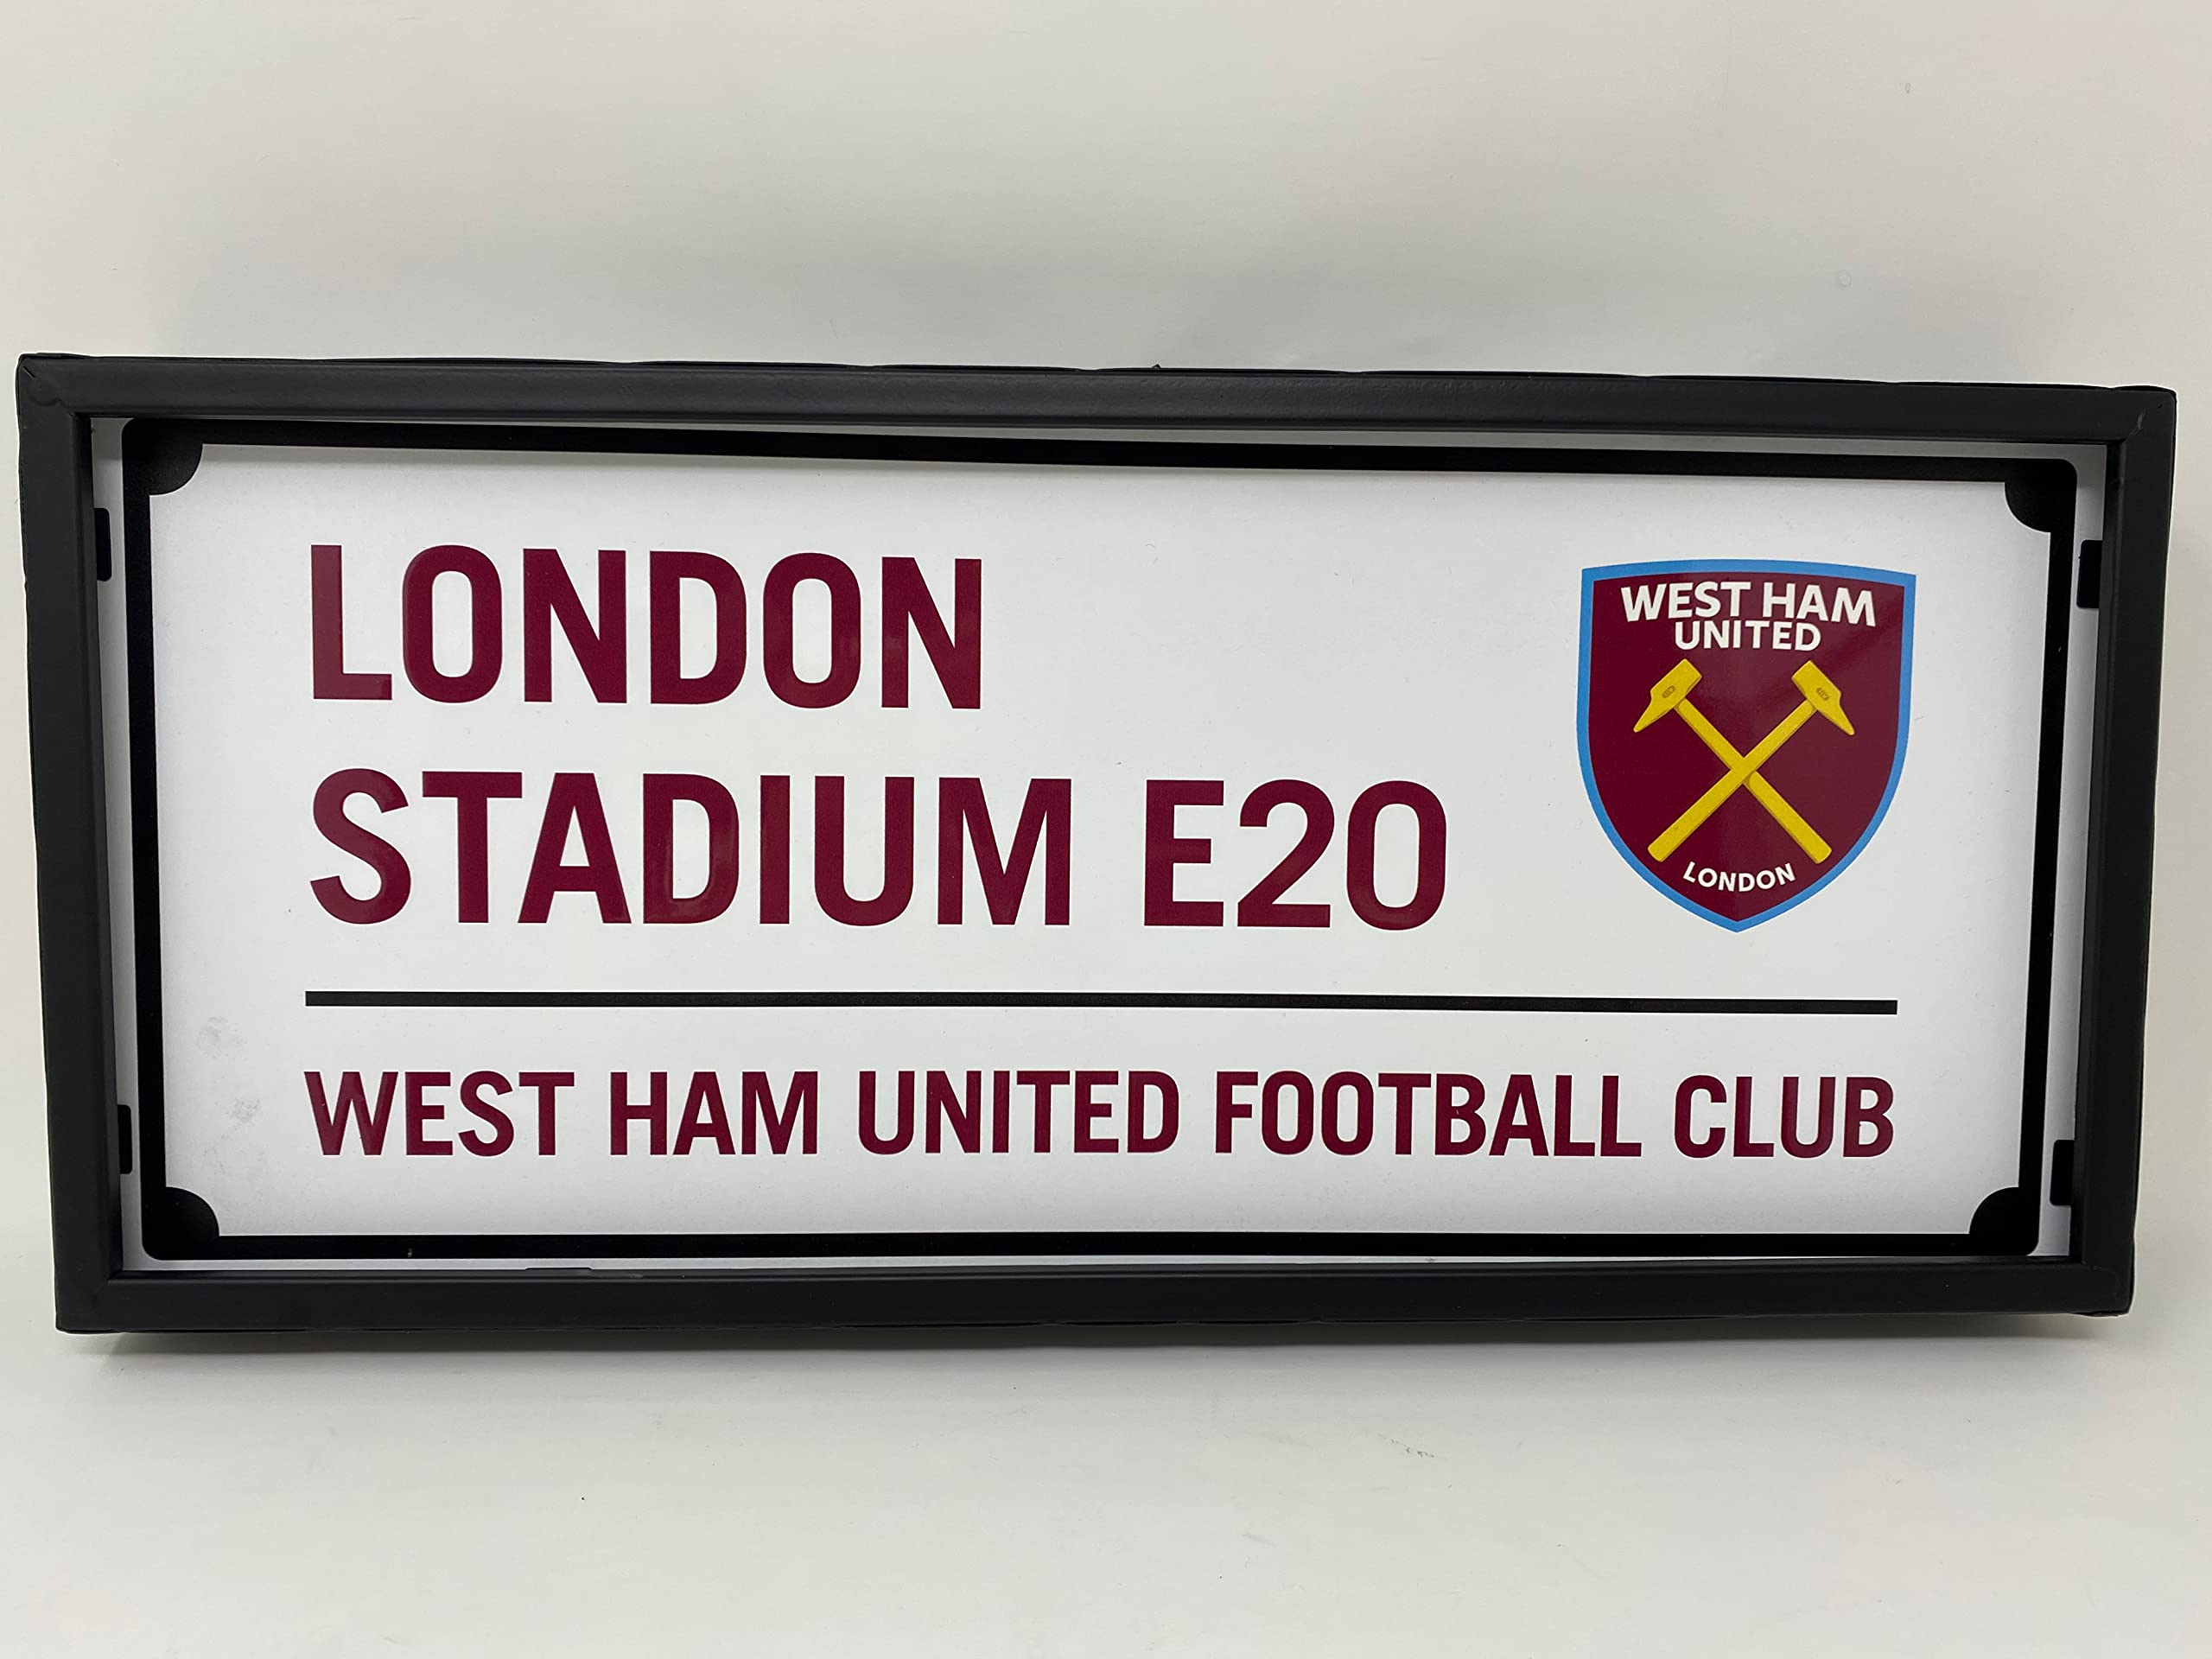 LONDON
STADIUM E20
WEST HAM
UNITED
LONDON
WEST HAM UNITED FOOTBALL CLUB